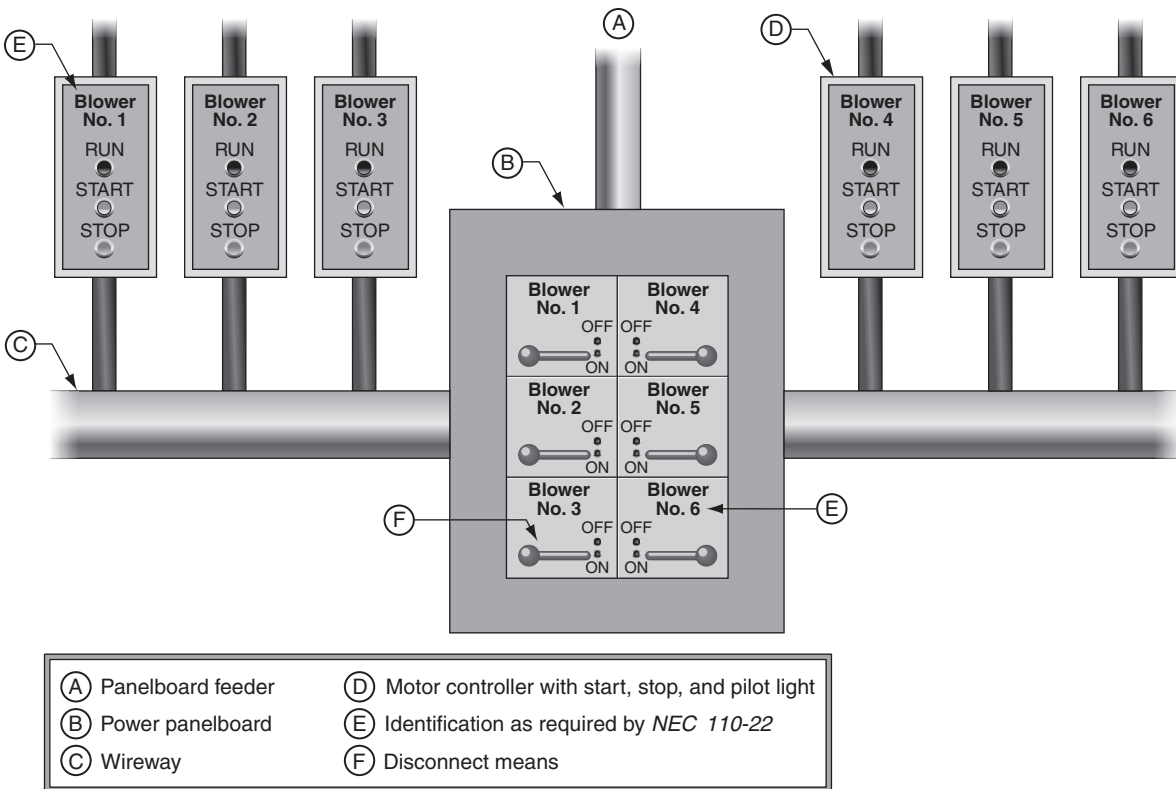 A
E
D
Blower
No. 1
RUN
START
STOP
Blower
No. 2
RUN
START
STOP
Blower
No. 3
RUN
START
STOP
Blower
No. 4
RUN
START
STOP
Blower
No. 5
RUN
START
STOP
Blower
No. 6
RUN
START
STOP
B
C
Blower
No. 1
OFF
ON
Blower
No. 4
OFF
ON
Blower
No. 2
OFF
ON
Blower
No. 5
OFF
ON
Blower
No. 3
OFF
ON
Blower
No. 6
OFF
ON
F
E
A Panelboard feeder
B Power panelboard
C Wireway
D Motor controller with start, stop, and pilot light
E Identification as required by NEC 110-22
F Disconnect means